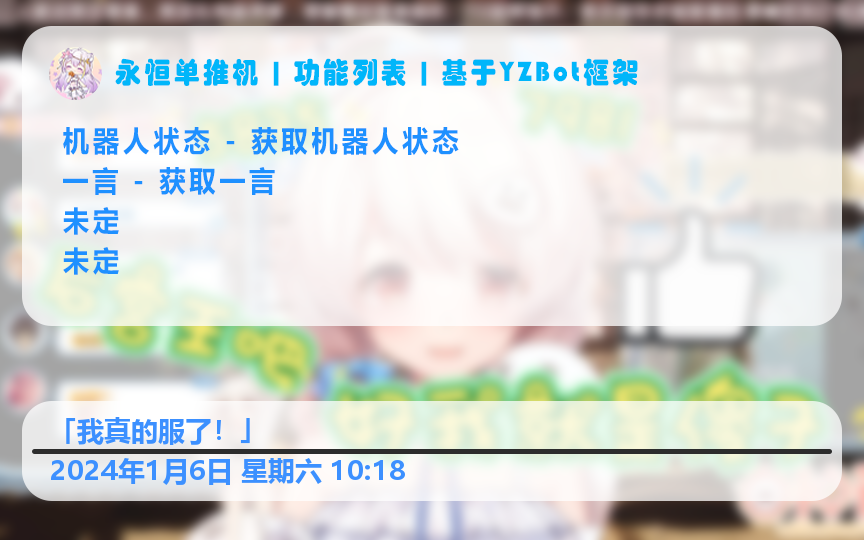 永恒单推机 | 功能列表 | 基于YZBot框架
机器人状态 - 获取机器人状态
一言 - 获取一言
未定
未定
「我真的服了！」
2024年1月6日 星期六 10:18